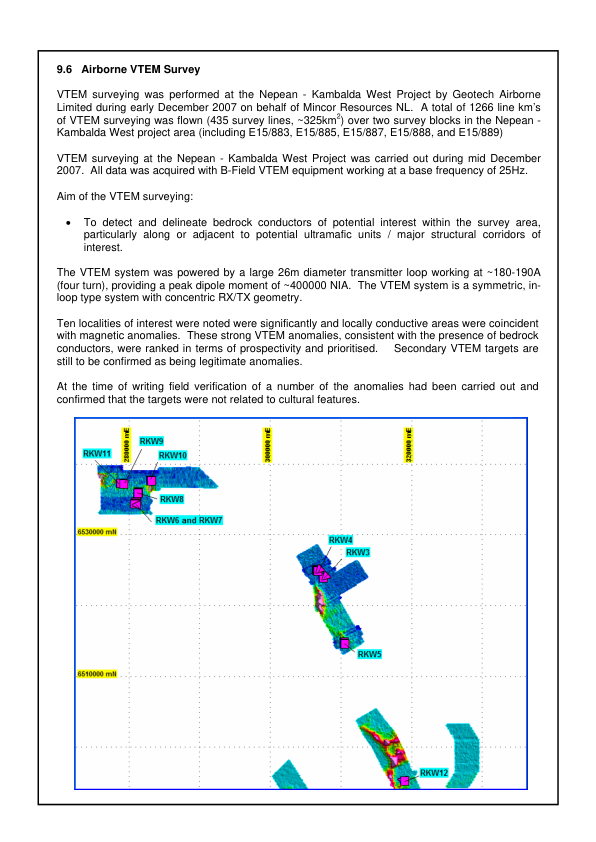 9.6 Airborne VTEM Survey
VTEM surveying was performed at the Nepean - Kambalda West Project by Geotech Airborne
Limited during early December 2007 on behalf of Mincor Resources NL. A total of 1266 line km's
of VTEM surveying was flown (435 survey lines, ~325km2) over two survey blocks in the Nepean -
Kambalda West project area (including E15/883, E15/885, E15/887, E15/888, and E15/889)
VTEM surveying at the Nepean - Kambalda West Project was carried out during mid December
2007. All data was acquired with B-Field VTEM equipment working at a base frequency of 25Hz.
Aim of the VTEM surveying:
• To detect and delineate bedrock conductors of potential interest within the survey area,
particularly along or adjacent to potential ultramafic units / major structural corridors of
interest.
The VTEM system was powered by a large 26m diameter transmitter loop working at ~180-190A
(four turn), providing a peak dipole moment of ~400000 NIA. The VTEM system is a symmetric, in-
loop type system with concentric RX/TX geometry.
Ten localities of interest were noted were significantly and locally conductive areas were coincident
with magnetic anomalies. These strong VTEM anomalies, consistent with the presence of bedrock
conductors, were ranked in terms of prospectivity and prioritised. Secondary VTEM targets are
still to be confirmed as being legitimate anomalies.
At the time of writing field verification of a number of the anomalies had been carried out and
confirmed that the targets were not related to cultural features.
280000 mE
300000 mE
320000 mE
RKW9
RKW11
RKW10
RKW8
RKW6 and RKW7
6530000 mN
RKW4
RKW3
RKW5
6510000 mN
RKW12